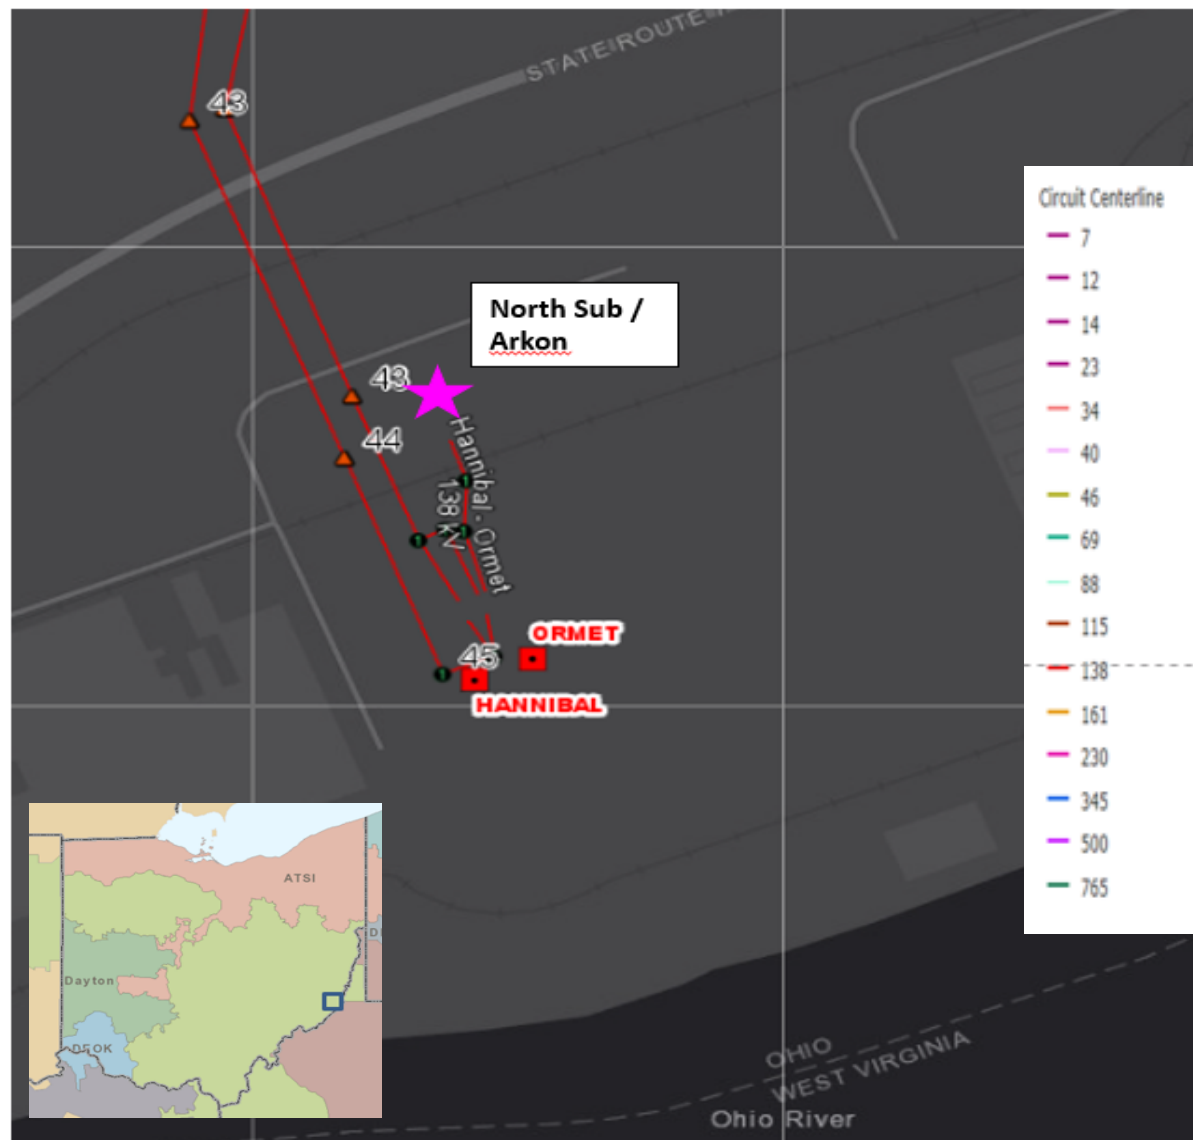 43
STATE ROUTE
Circuit Centerline
7
12
14
23
34
40
46
69
88
115
138
161
230
345
500
765
North Sub /
Arkon
43
44
Hannibal - Ormet
138 kV
1
1
1
ORMET
45
1
HANNIBAL
ATSI
Dayton
DEOK
OHIO
WEST VIRGINIA
Ohio River